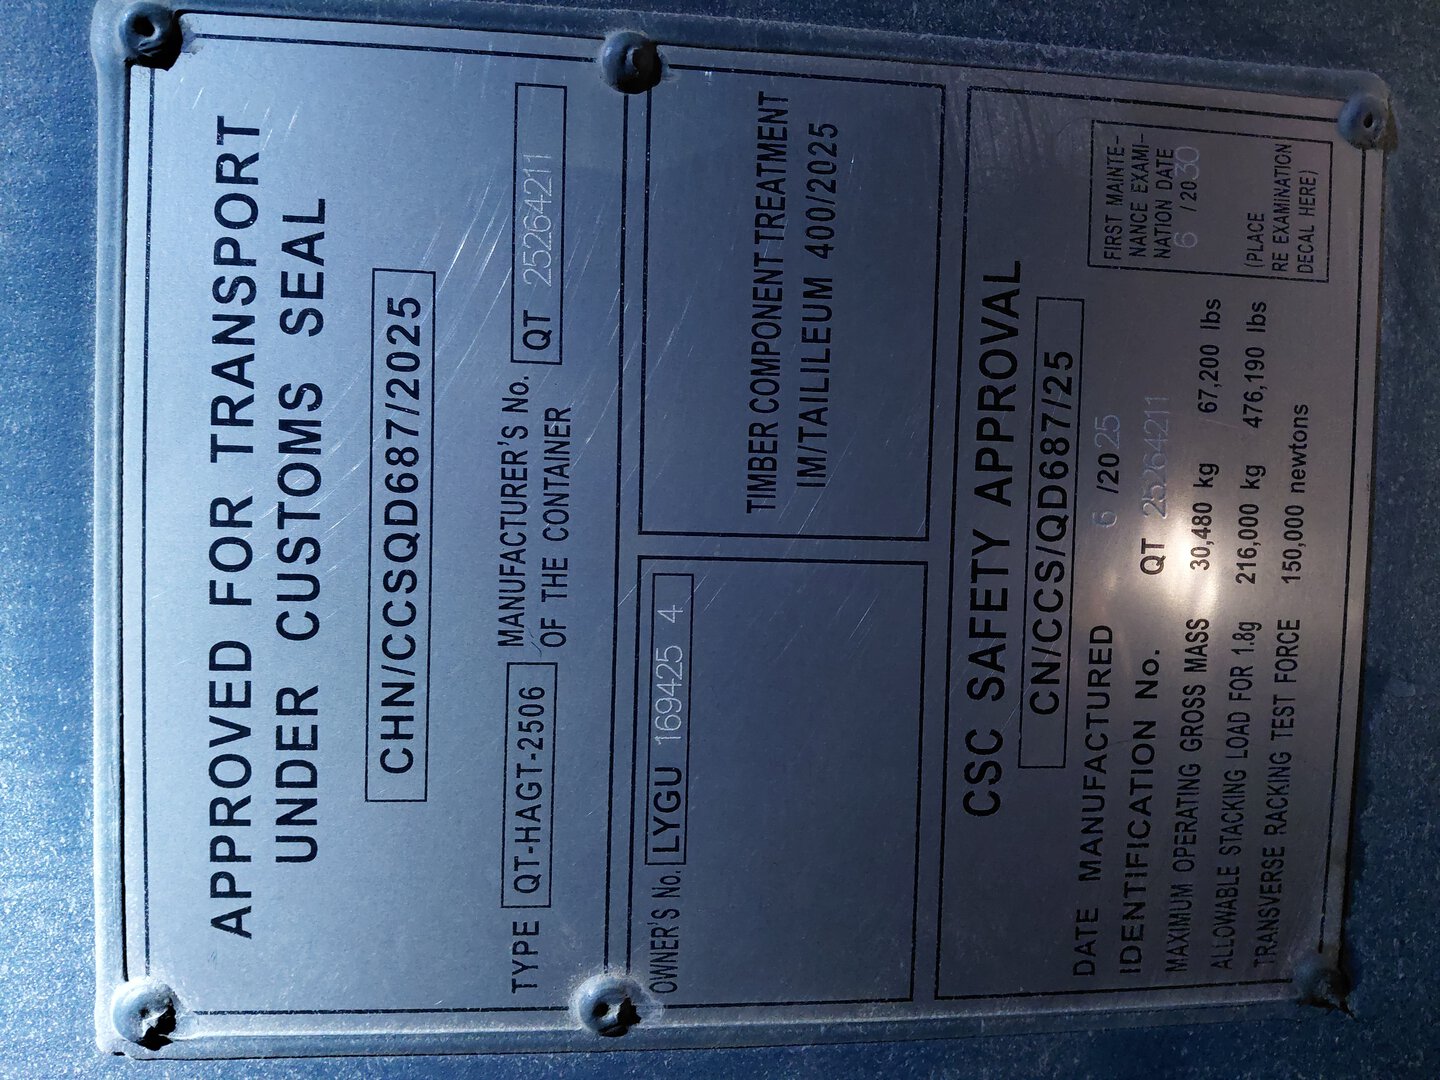 APPROVED FOR TRANSPORT
UNDER CUSTOMS SEAL
CHN/CCSQD687/2025
TYPE QT-HAGT-2506 MANUFACTURER'S No. QT 25264211
OF THE CONTAINER
OWNER'S No. LYGU 169425 4
TIMBER COMPONENT TREATMENT
IM/TAILILEUM 400/2025
CSC SAFETY APPROVAL
CN/CCS/QD687/25
DATE MANUFACTURED 6 /2025
IDENTIFICATION No. QT 25264211
MAXIMUM OPERATING GROSS MASS 30,480 kg 67,200 lbs
ALLOWABLE STACKING LOAD FOR 1.8g 216,000 kg 476,190 lbs
TRANSVERSE RACKING TEST FORCE 150,000 newtons
FIRST MAINTE-
NANCE EXAMI-
NATION DATE
6 /2030
(PLACE
RE EXAMINATION
DECAL HERE)